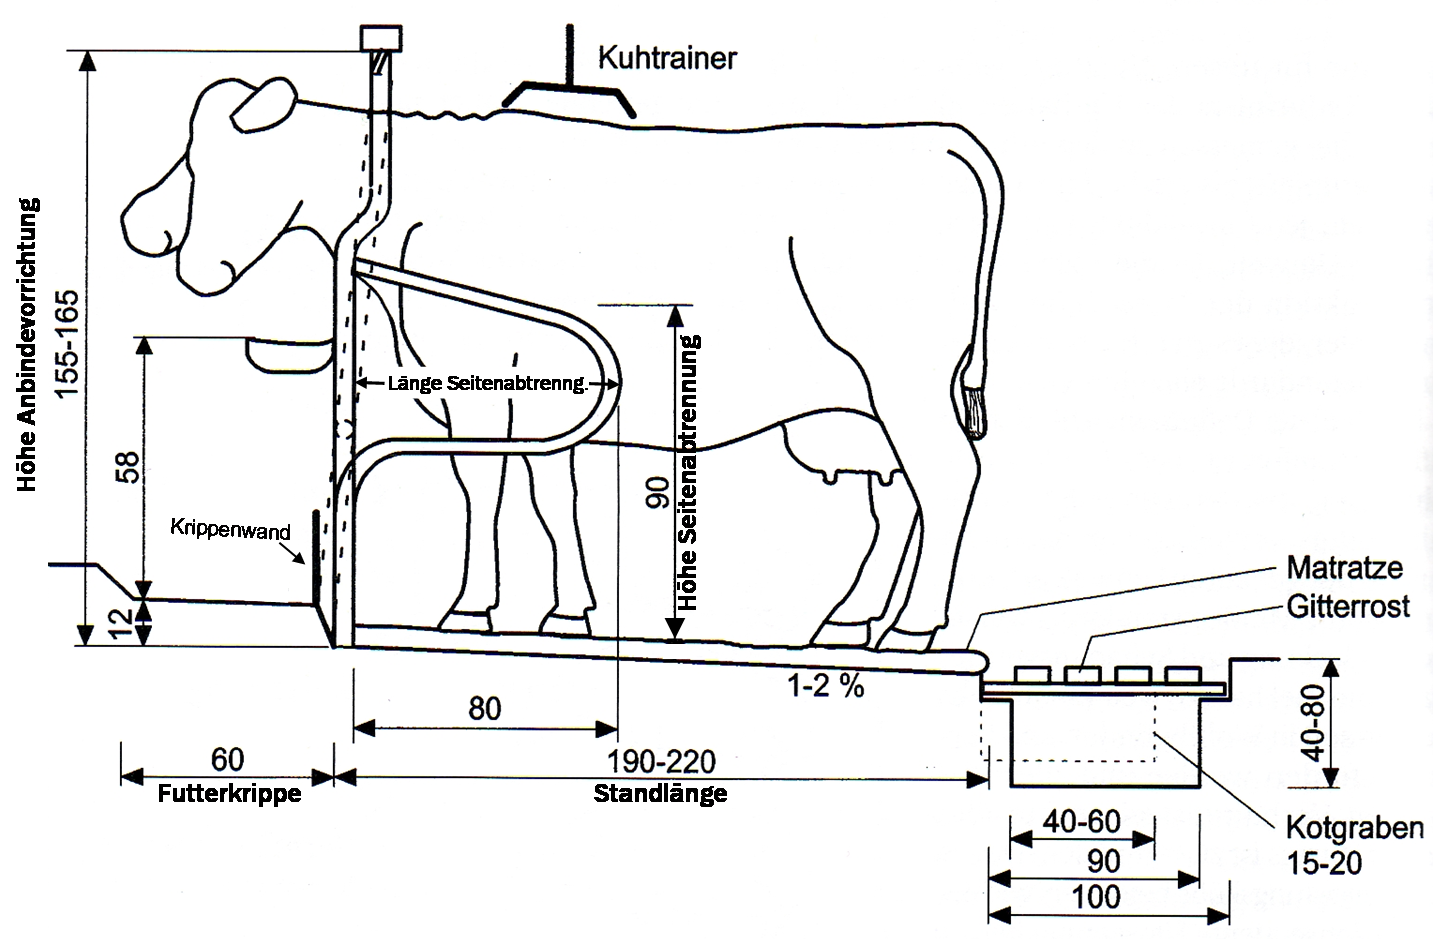 Kuhtrainer
Höhe Anbindevorrichtung
155-165
58
12
Krippenwand
Länge Seitenabtrenng.
90
Höhe Seitenabtrennung
Matratze
Gitterrost
1-2 %
80
60
Futterkrippe
190-220
Standlänge
40-80
40-60
90
100
Kotgraben
15-20